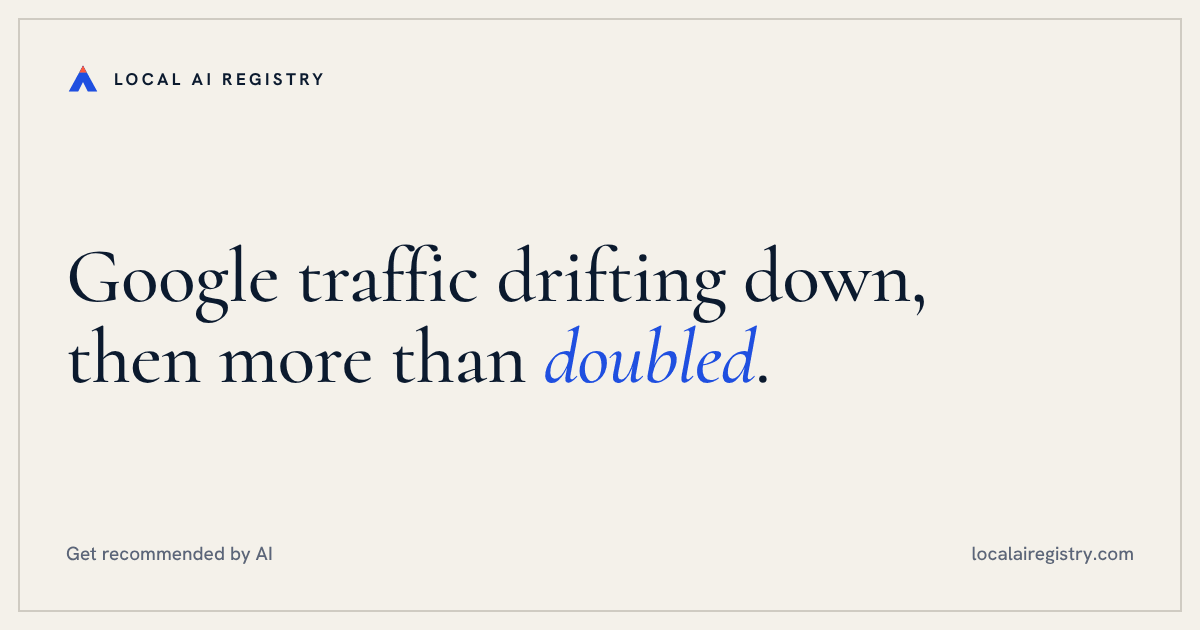 LOCAL AI REGISTRY
Google traffic drifting down,
then more than doubled.
Get recommended by AI
localairegistry.com